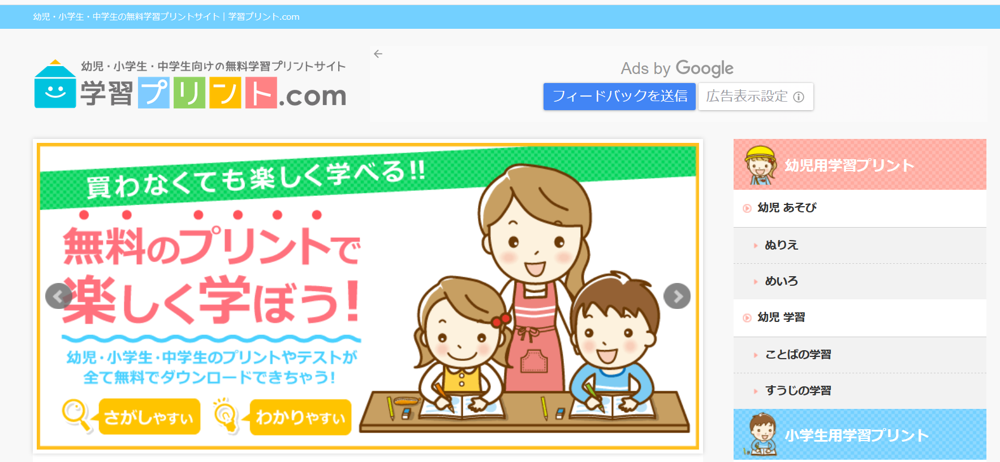 幼児・小学生・中学生の無料学習プリントサイト | 学習プリント.com
幼児・小学生・中学生向けの無料学習プリントサイト
学習プリント.com
Ads by Google
フィードバックを送信
広告表示設定
買わなくても楽しく学べる!!
無料のプリントで
楽しく学ぼう!
幼児・小学生・中学生のプリントやテストが
全て無料でダウンロードできちゃう!
さがしやすい
わかりやすい
幼児用学習プリント
幼児 あそび
ぬりえ
めいろ
幼児 学習
ことばの学習
すうじの学習
小学生用学習プリント